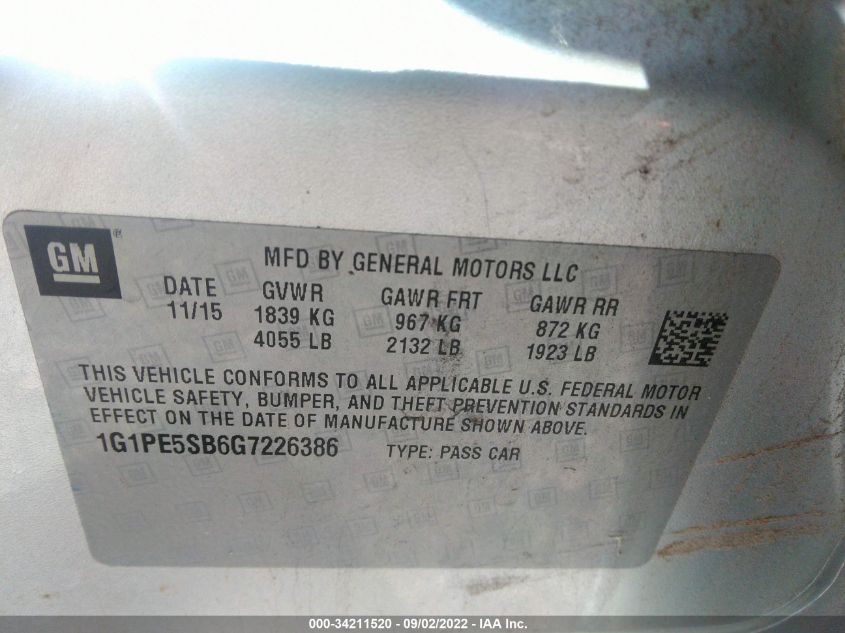 GM®
MFD BY GENERAL MOTORS LLC
DATE GVWR GAWR FRT GAWR RR
11/15 1839 KG 967 KG 872 KG
4055 LB 2132 LB 1923 LB
THIS VEHICLE CONFORMS TO ALL APPLICABLE U.S. FEDERAL MOTOR
VEHICLE SAFETY, BUMPER, AND THEFT PREVENTION STANDARDS IN
EFFECT ON THE DATE OF MANUFACTURE SHOWN ABOVE.
1G1PE5SB6G7226386 TYPE: PASS CAR
000-34211520 - 09/02/2022 - IAA Inc.